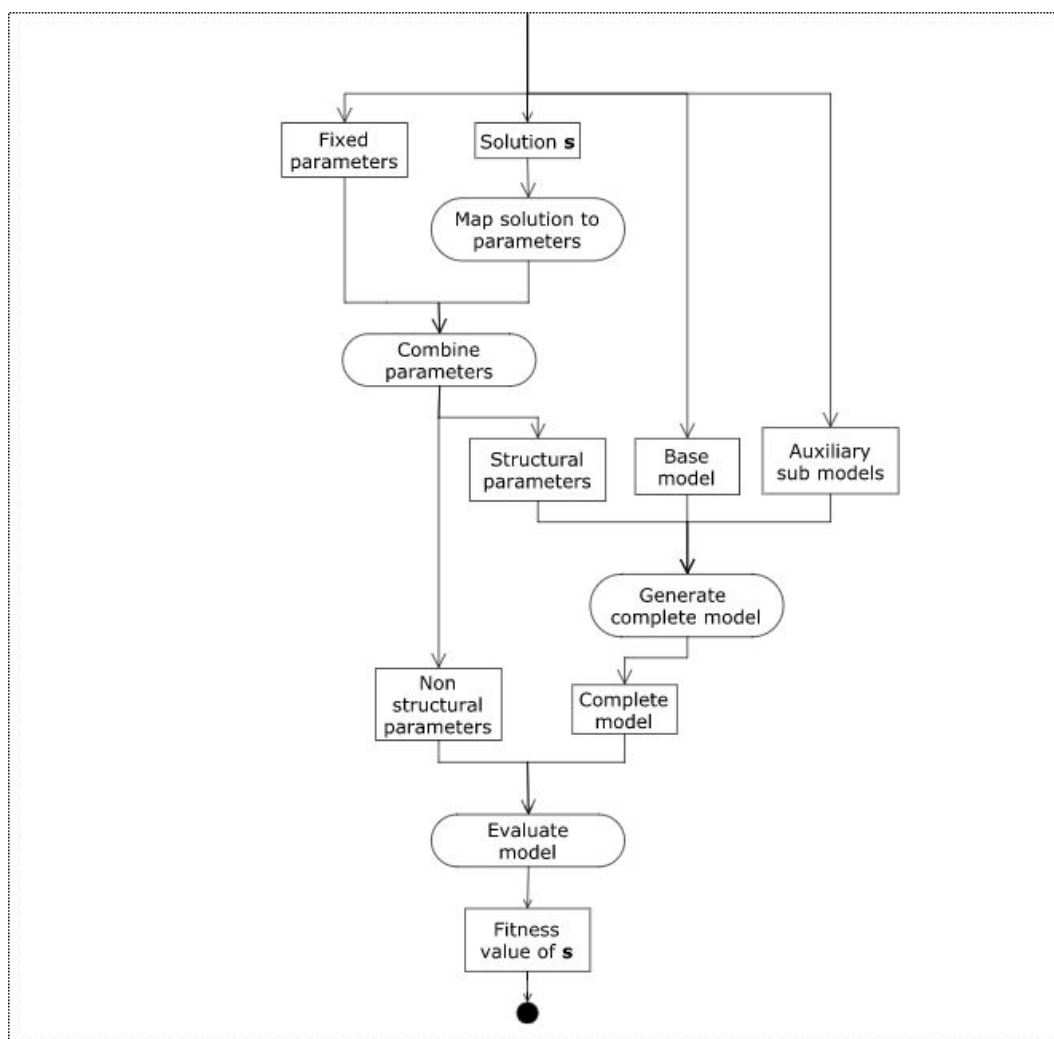 Fixed
parameters
Solution s
Map solution to
parameters
Combine
parameters
Structural
parameters
Base
model
Auxiliary
sub models
Generate
complete model
Non
structural
parameters
Complete
model
Evaluate
model
Fitness
value of s